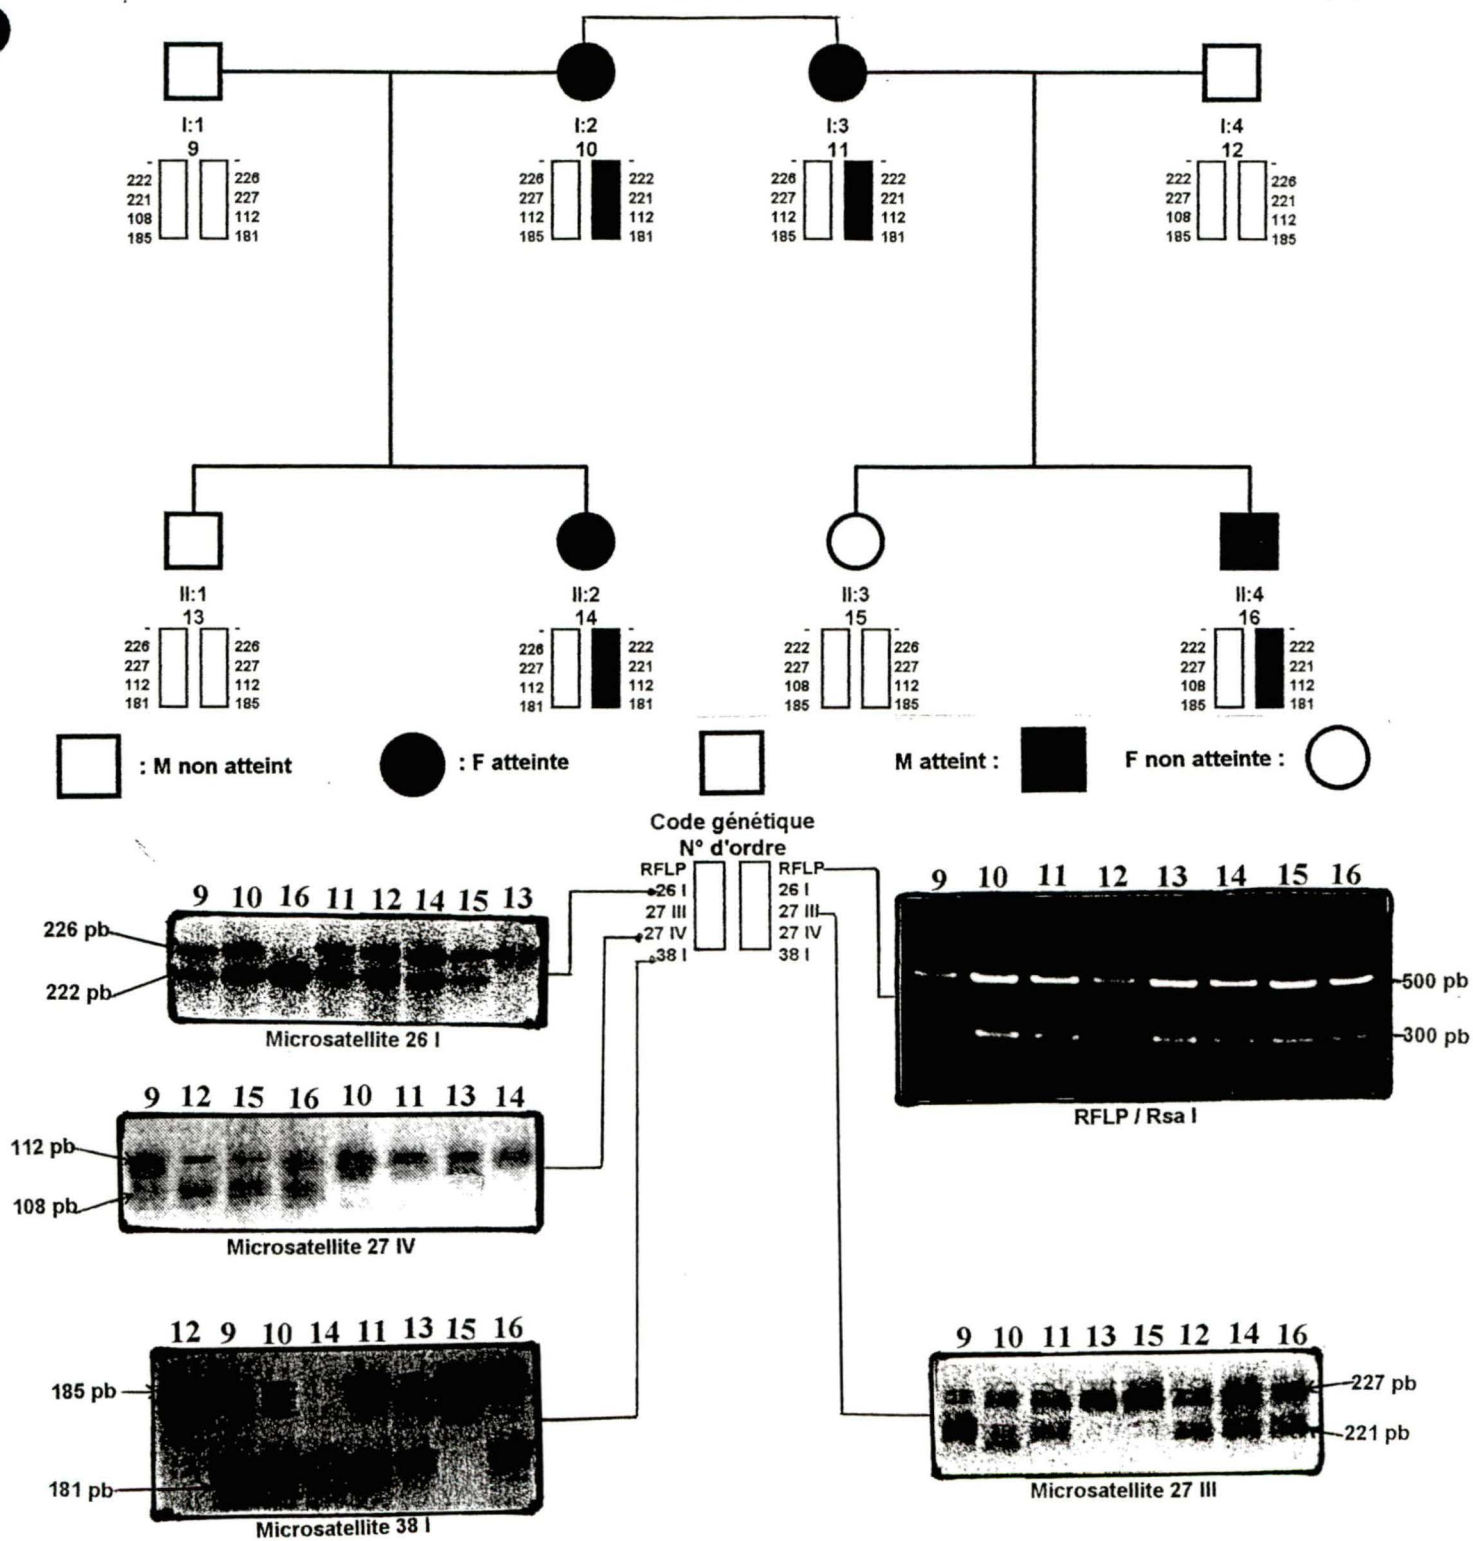 I:1
9
- -
222 226
221 227
108 112
185 181
I:2
10
- -
226 222
227 221
112 112
185 181
I:3
11
- -
226 222
227 221
112 112
185 181
I:4
12
- -
222 226
227 221
108 112
185 185
II:1
13
- -
226 226
227 227
112 112
181 185
II:2
14
- -
226 222
227 221
112 112
181 181
II:3
15
- -
222 226
227 227
108 112
185 185
II:4
16
- -
222 222
227 221
108 112
185 181
: M non atteint
: F atteinte
M atteint :
F non atteinte :
Code génétique
N° d'ordre
RFLP RFLP
26 I 26 I
27 III 27 III
27 IV 27 IV
38 I 38 I
9 10 16 11 12 14 15 13
226 pb
222 pb
Microsatellite 26 I
9 10 11 12 13 14 15 16
500 pb
300 pb
RFLP / Rsa I
9 12 15 16 10 11 13 14
112 pb
108 pb
Microsatellite 27 IV
12 9 10 14 11 13 15 16
185 pb
181 pb
Microsatellite 38 I
9 10 11 13 15 12 14 16
227 pb
221 pb
Microsatellite 27 III